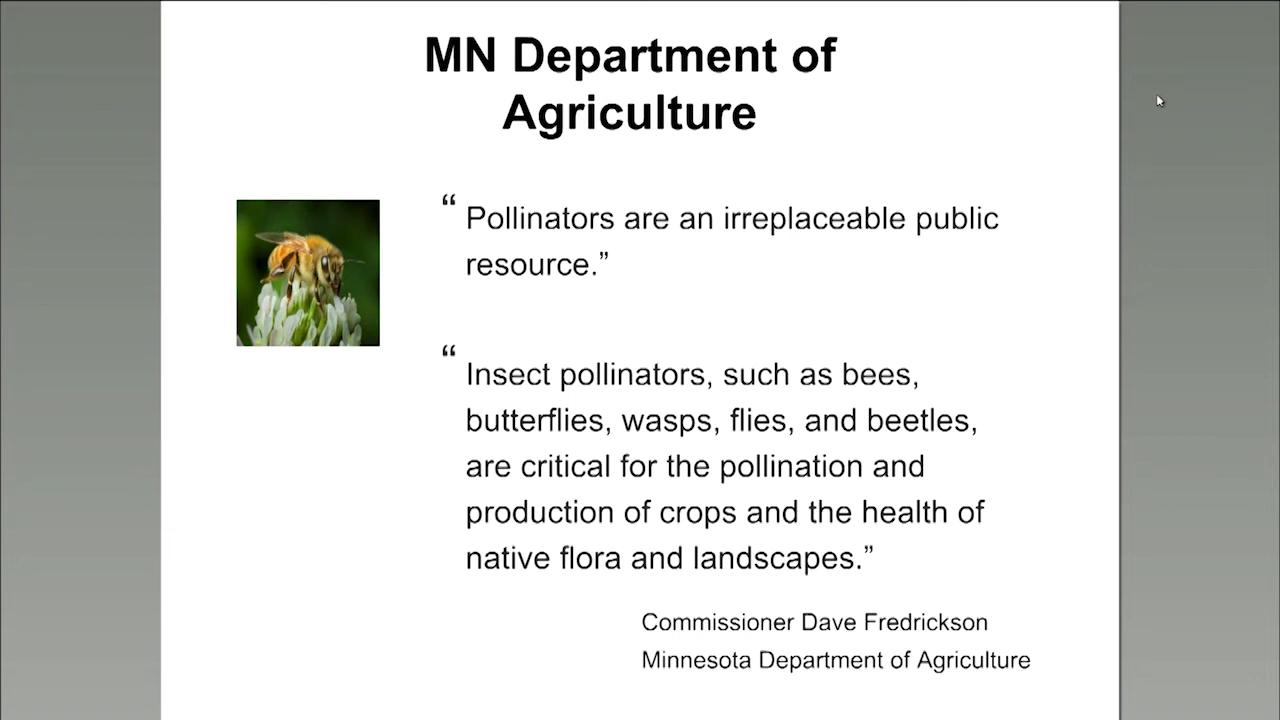 MN Department of
Agriculture
“Pollinators are an irreplaceable public
resource.”
“Insect pollinators, such as bees,
butterflies, wasps, flies, and beetles,
are critical for the pollination and
production of crops and the health of
native flora and landscapes.”
Commissioner Dave Fredrickson
Minnesota Department of Agriculture